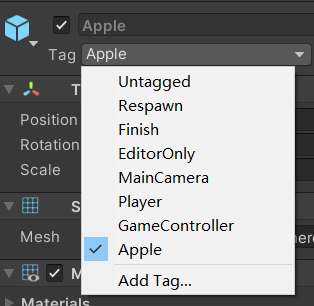 Apple
Tag Apple
Untagged
Respawn
Finish
EditorOnly
MainCamera
Player
GameController
Apple
Add Tag...
T
Position
Rotation
Scale
S
Mesh
M
Materials